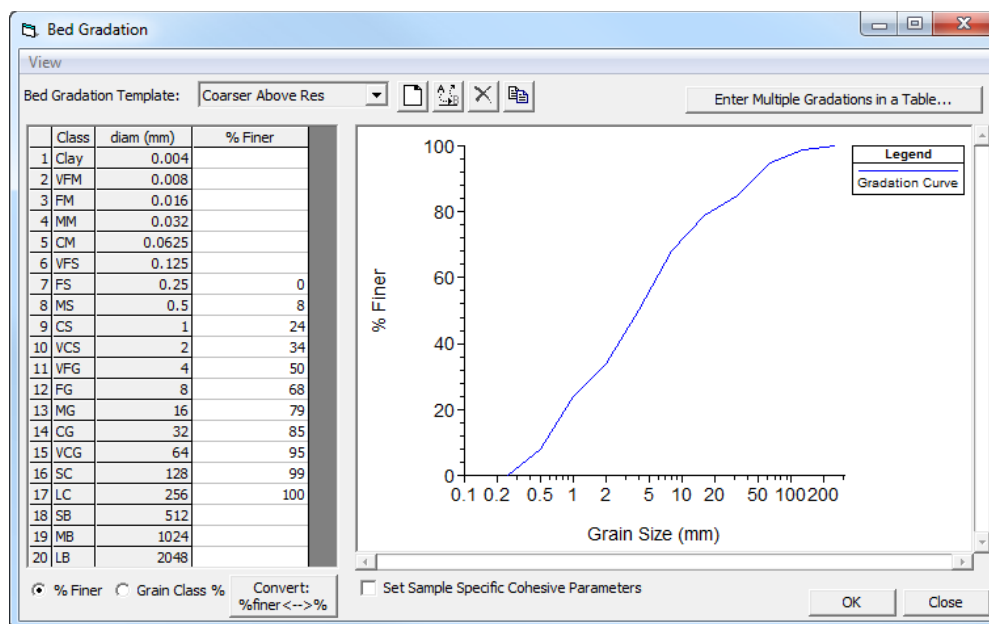 Bed Gradation
View
Bed Gradation Template: Coarser Above Res Enter Multiple Gradations in a Table...
Class diam (mm) % Finer
1 Clay 0.004
2 VFM 0.008
3 FM 0.016
4 MM 0.032
5 CM 0.0625
6 VFS 0.125
7 FS 0.25 0
8 MS 0.5 8
9 CS 1 24
10 VCS 2 34
11 VFG 4 50
12 FG 8 68
13 MG 16 79
14 CG 32 85
15 VCG 64 95
16 SC 128 99
17 LC 256 100
18 SB 512
19 MB 1024
20 LB 2048
% Finer
100
80
60
40
20
0
0.1 0.2 0.5 1 2 5 10 20 50 100 200
Grain Size (mm)
Legend
Gradation Curve
% Finer Grain Class % Convert:
%finer<-->%
Set Sample Specific Cohesive Parameters
OK Close